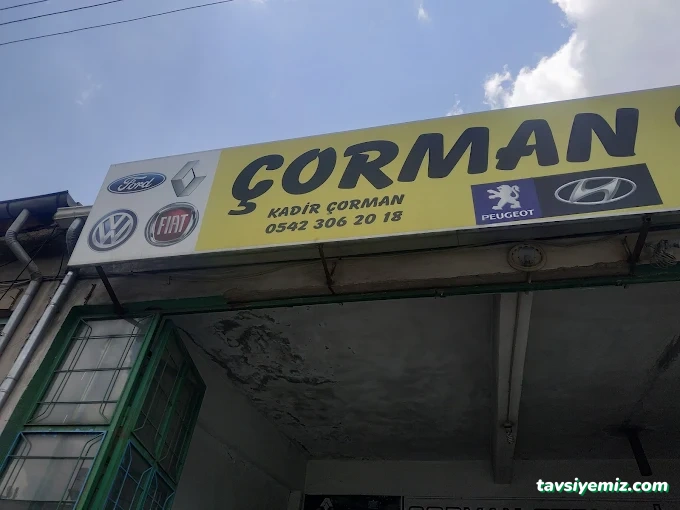 ÇORMAN
KADİR ÇORMAN
0542 306 20 18
Ford
FIAT
PEUGEOT
tavsiyemiz.com